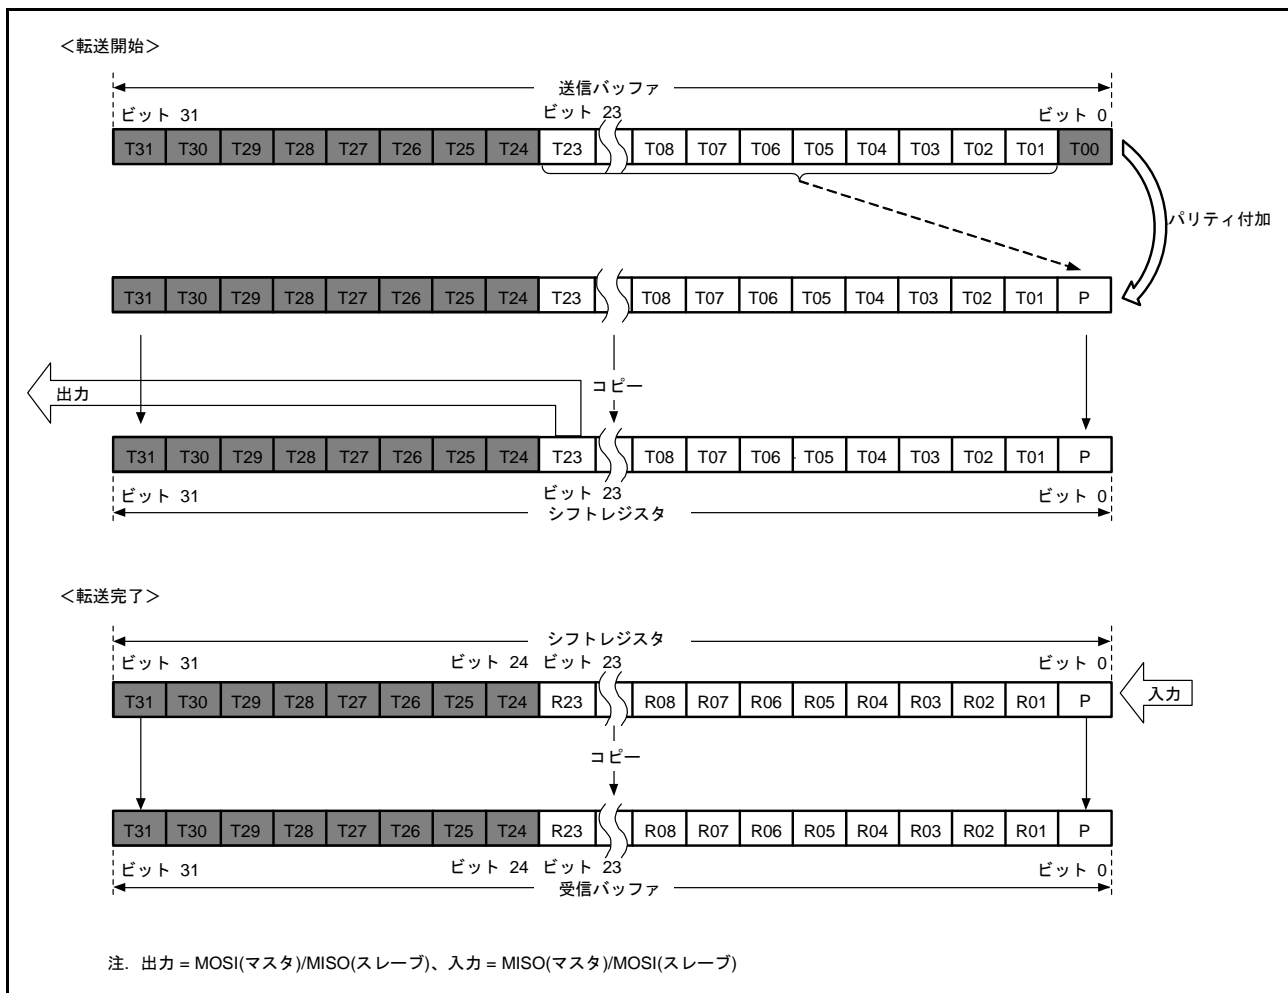 <転送開始>
送信バッファ
ビット 31 ビット 23 ビット 0
T31 T30 T29 T28 T27 T26 T25 T24 T23 T08 T07 T06 T05 T04 T03 T02 T01 T00
パリティ付加
T31 T30 T29 T28 T27 T26 T25 T24 T23 T08 T07 T06 T05 T04 T03 T02 T01 P
コピー
出力
T31 T30 T29 T28 T27 T26 T25 T24 T23 T08 T07 T06 T05 T04 T03 T02 T01 P
ビット 31 ビット 23 ビット 0
シフトレジスタ
<転送完了>
シフトレジスタ
ビット 31 ビット 24 ビット 23 ビット 0
T31 T30 T29 T28 T27 T26 T25 T24 R23 R08 R07 R06 R05 R04 R03 R02 R01 P
入力
コピー
T31 T30 T29 T28 T27 T26 T25 T24 R23 R08 R07 R06 R05 R04 R03 R02 R01 P
ビット 31 ビット 24 ビット 23 ビット 0
受信バッファ
注. 出力 = MOSI(マスタ)/MISO(スレーブ)、入力 = MISO(マスタ)/MOSI(スレーブ)